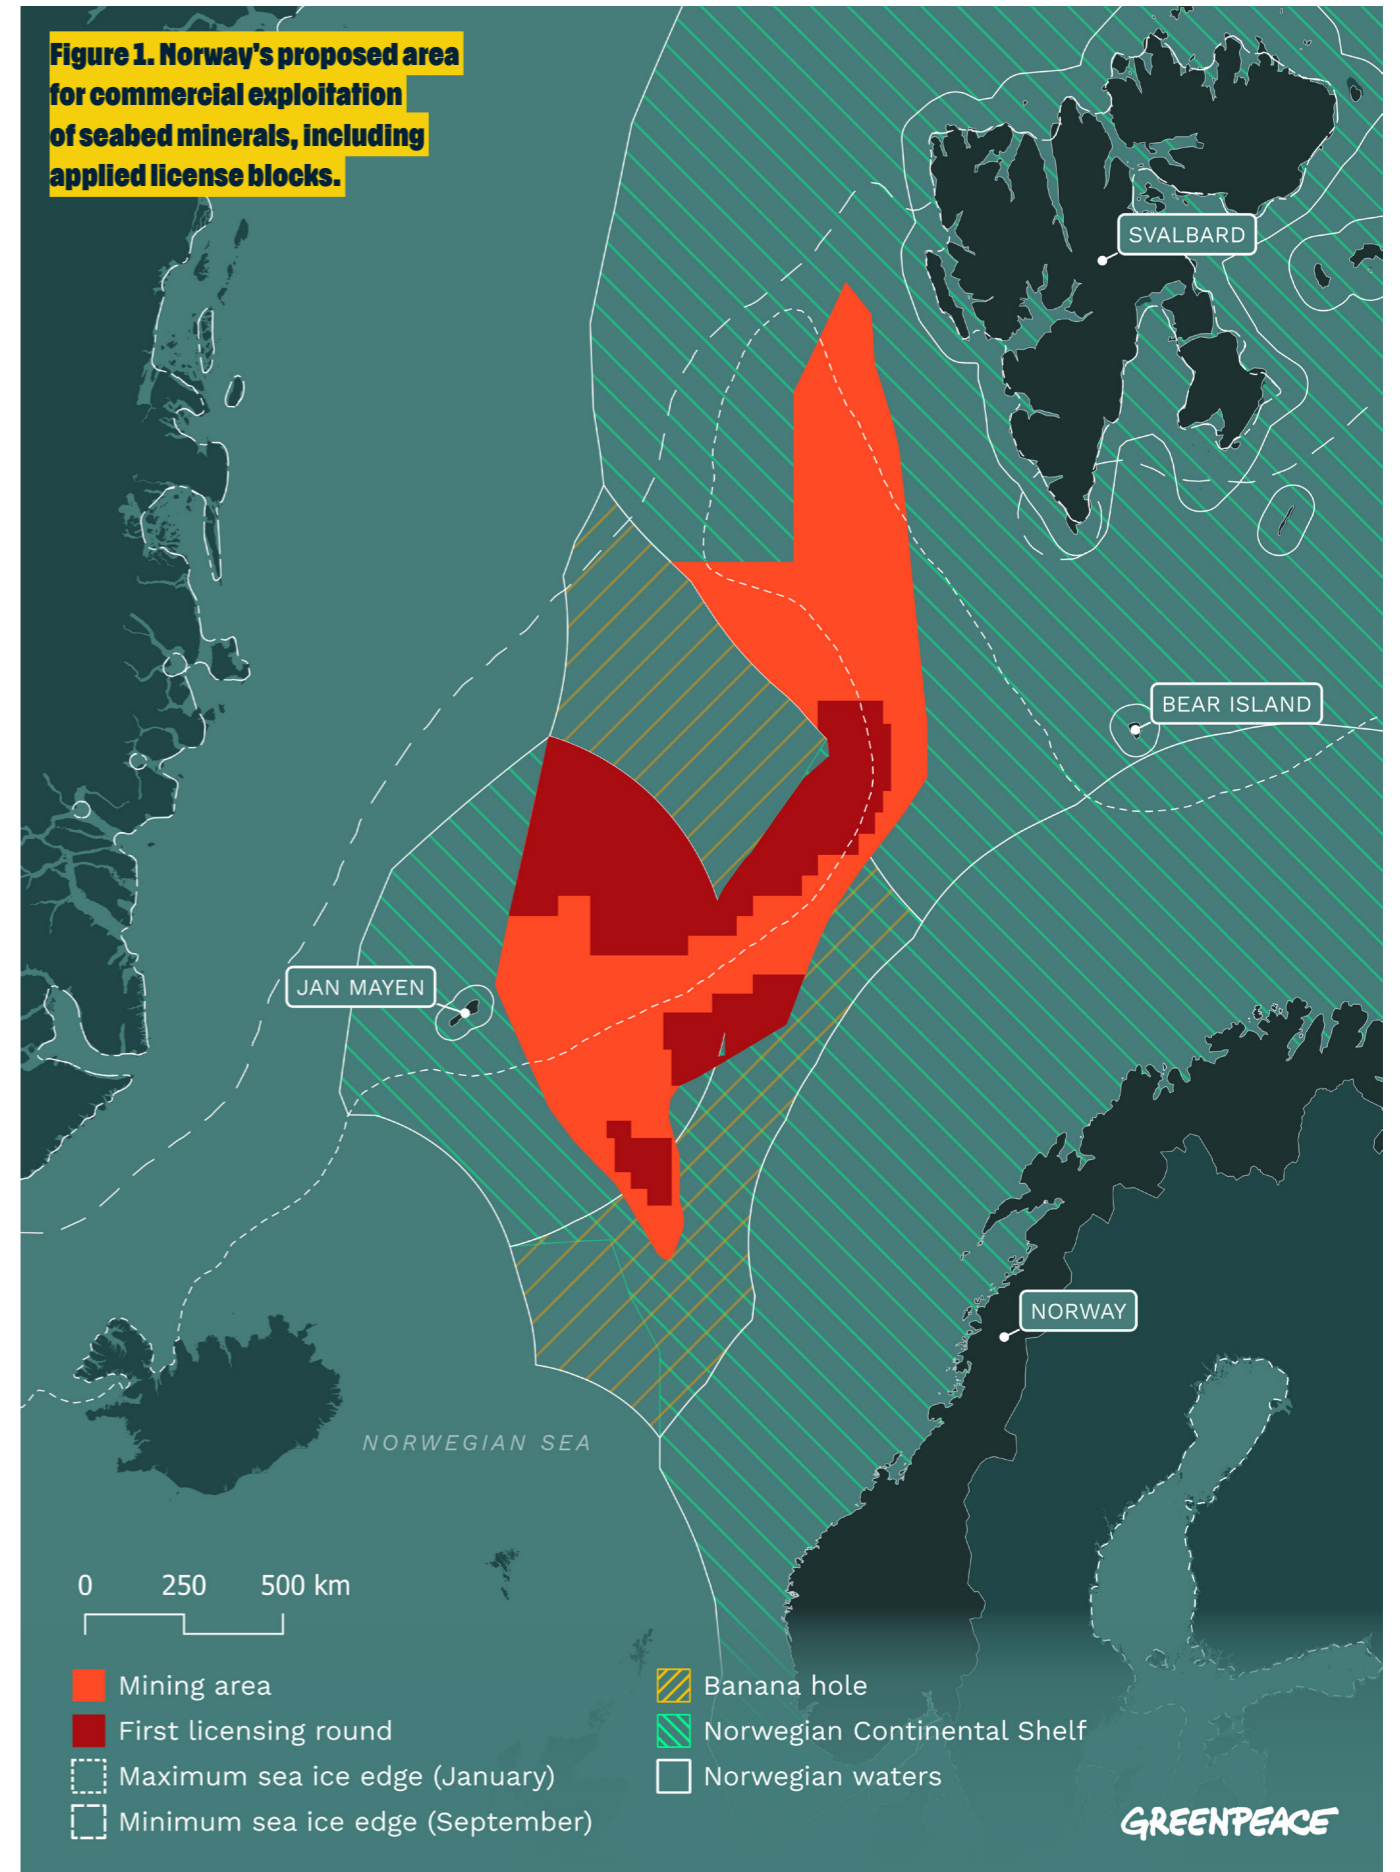 Figure 1. Norway's proposed area
for commercial exploitation
of seabed minerals, including
applied license blocks.
SVALBARD
BEAR ISLAND
JAN MAYEN
NORWAY
NORWEGIAN SEA
0 250 500 km
Mining area
First licensing round
Maximum sea ice edge (January)
Minimum sea ice edge (September)
Banana hole
Norwegian Continental Shelf
Norwegian waters
GREENPEACE